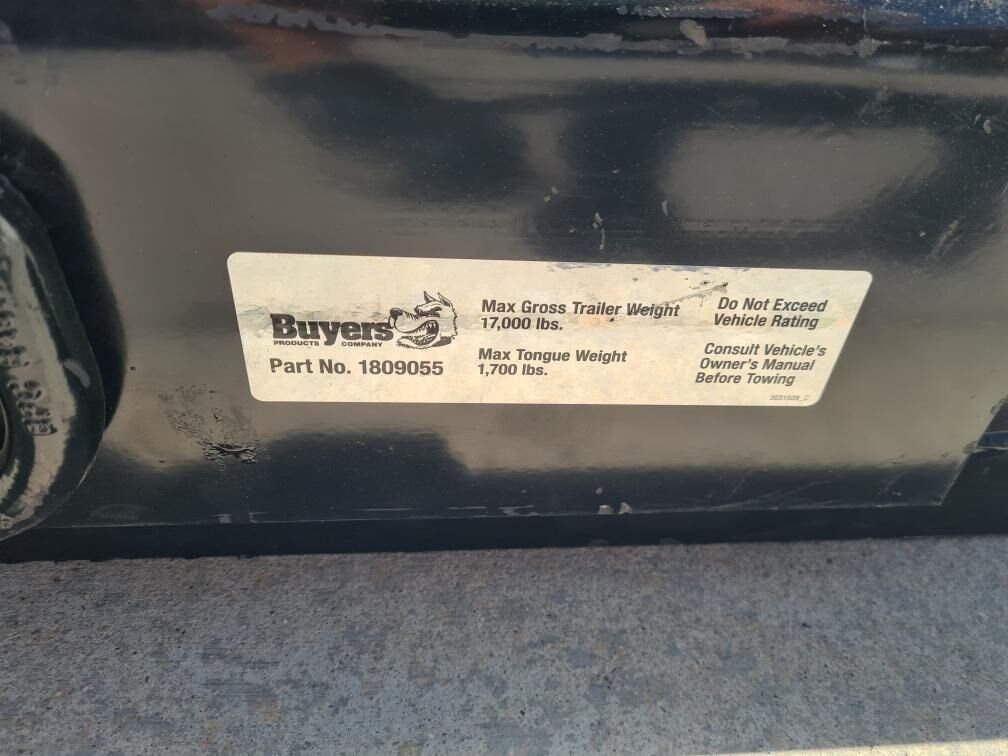 Buyers
PRODUCTS COMPANY
Part No. 1809055
Max Gross Trailer Weight
17,000 lbs.
Max Tongue Weight
1,700 lbs.
Do Not Exceed
Vehicle Rating
Consult Vehicle's
Owner's Manual
Before Towing
3031508_C